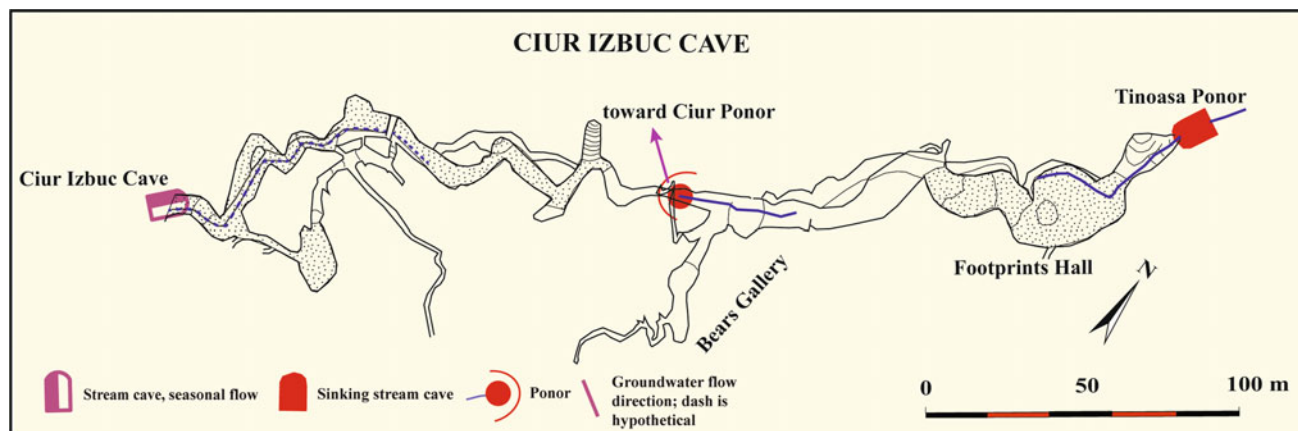 CIUR IZBUC CAVE
Tinoasa Ponor
toward Ciur Ponor
Ciur Izbuc Cave
Footprints Hall
Bears Gallery
N
Stream cave, seasonal flow
Sinking stream cave
Ponor
Groundwater flow
direction; dash is
hypothetical
0 50 100 m